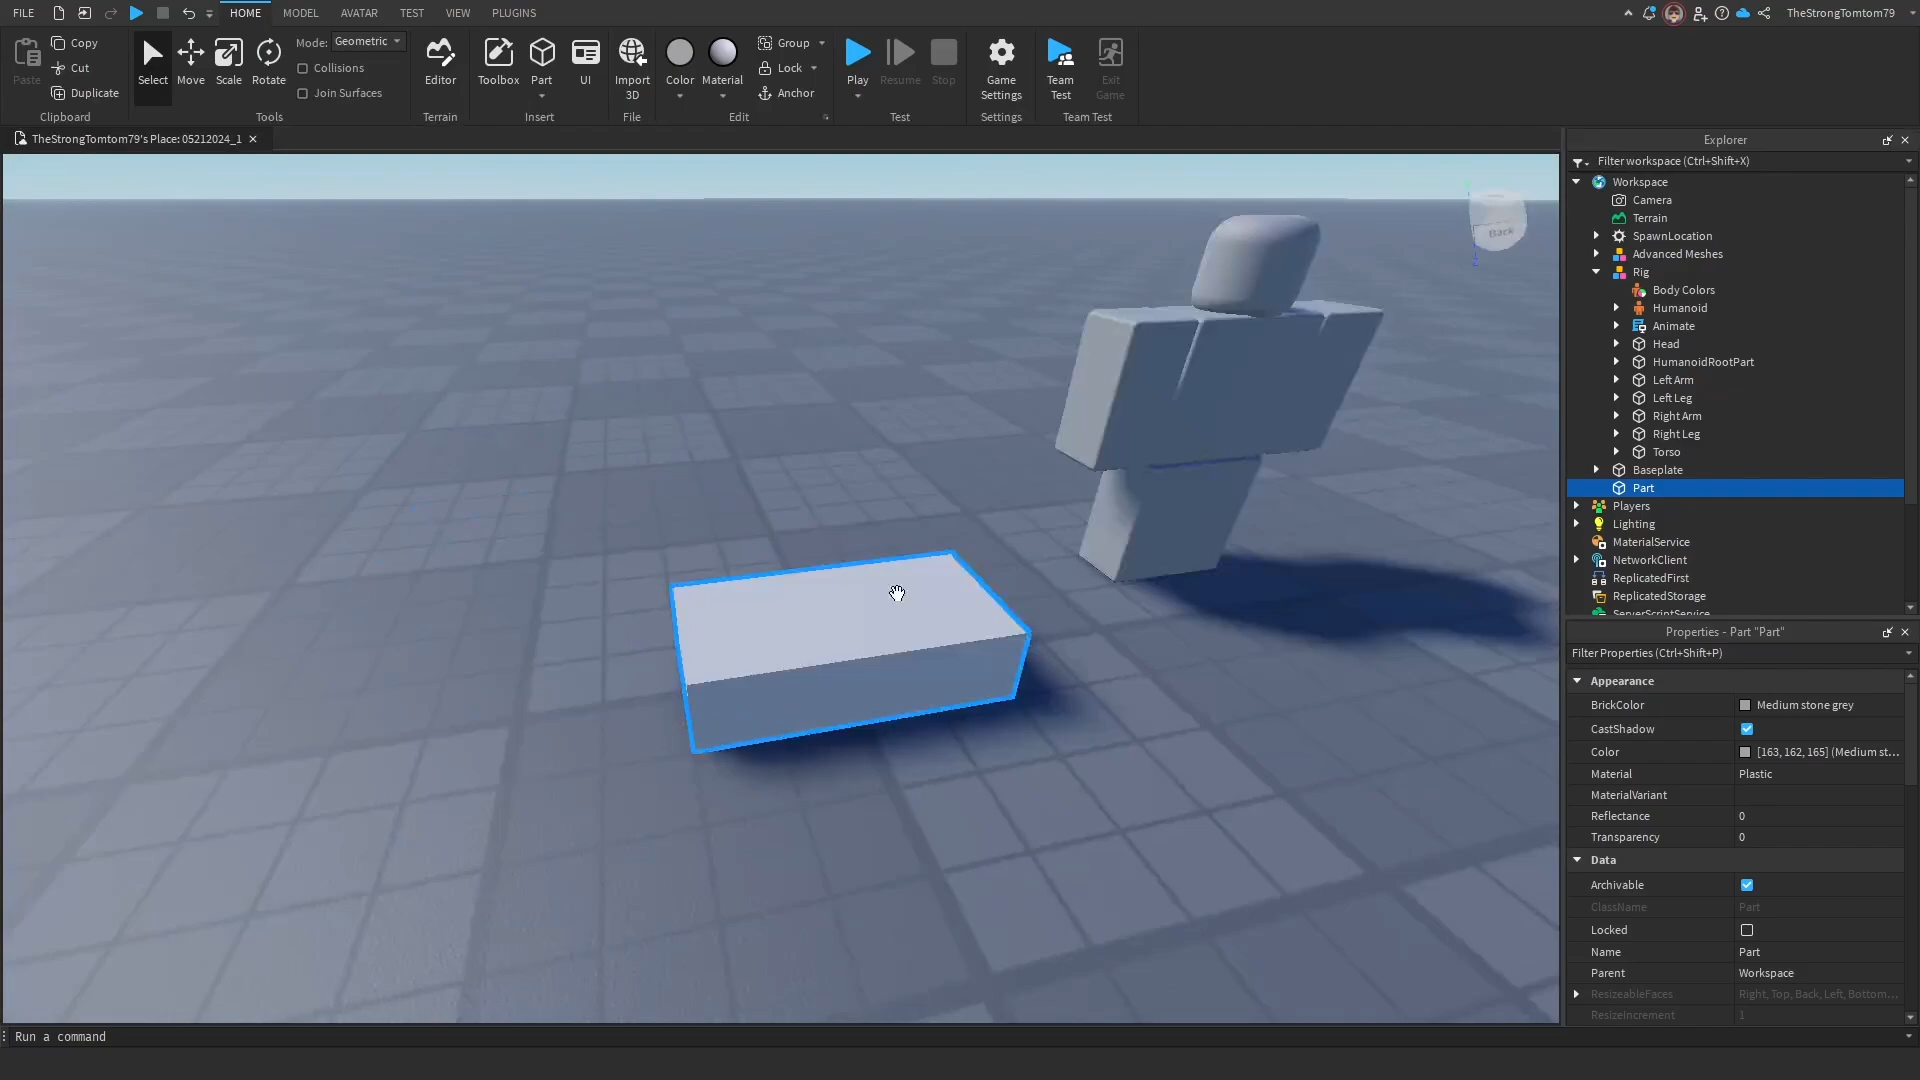 FILE HOME MODEL AVATAR TEST VIEW PLUGINS TheStrongTomtom79
Paste Copy Cut Duplicate
Clipboard
Select Move Scale Rotate Mode: Geometric
Collisions
Join Surfaces
Tools
Editor
Terrain
Toolbox Part UI
Insert
Import 3D
File
Color Material Group Lock Anchor
Edit
Play Resume Stop
Test
Game Settings
Settings
Team Test Exit Game
Team Test
TheStrongTomtom79's Place: 05212024_1
Back
Explorer
Filter workspace (Ctrl+Shift+X)
Workspace
Camera
Terrain
SpawnLocation
Advanced Meshes
Rig
Body Colors
Humanoid
Animate
Head
HumanoidRootPart
Left Arm
Left Leg
Right Arm
Right Leg
Torso
Baseplate
Part
Players
Lighting
MaterialService
NetworkClient
ReplicatedFirst
ReplicatedStorage
ServerScriptService
Properties - Part "Part"
Filter Properties (Ctrl+Shift+P)
Appearance
BrickColor Medium stone grey
CastShadow
Color [163, 162, 165] (Medium st...
Material Plastic
MaterialVariant
Reflectance 0
Transparency 0
Data
Archivable
ClassName Part
Locked
Name Part
Parent Workspace
ResizeableFaces Right, Top, Back, Left, Bottom...
ResizeIncrement 1
Run a command